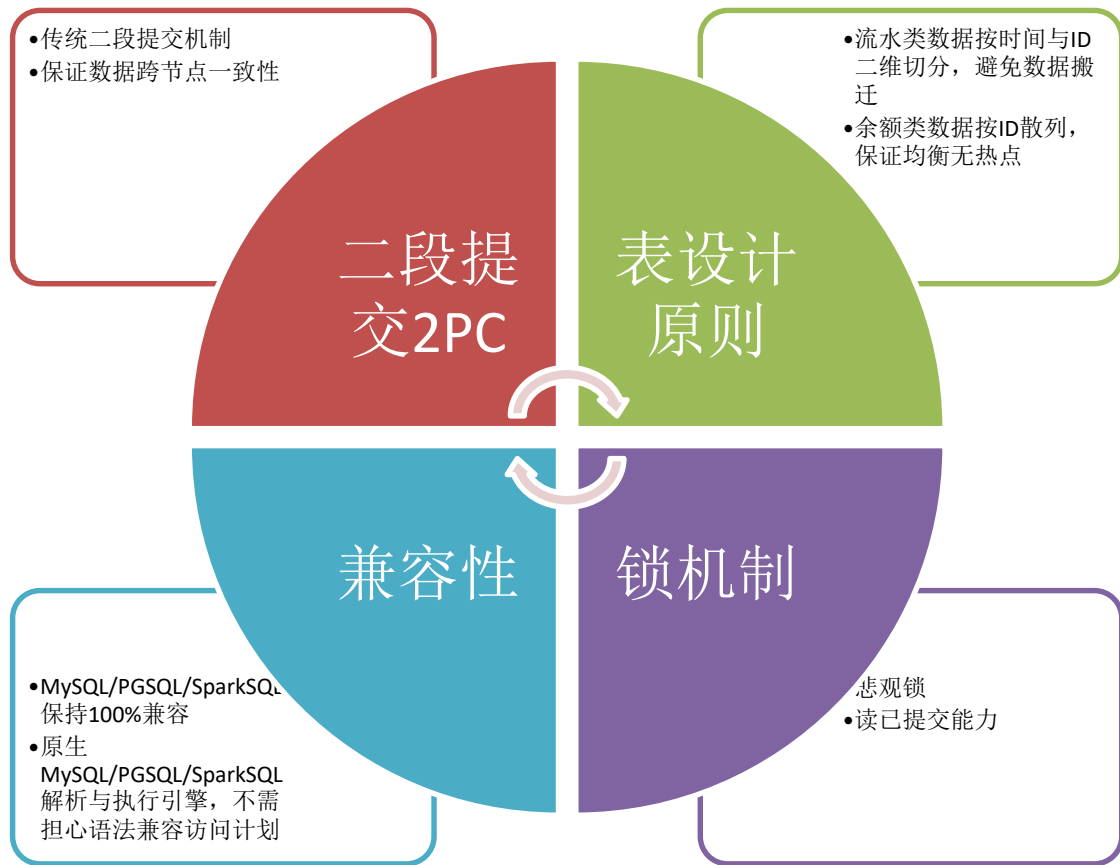 •传统二段提交机制
•保证数据跨节点一致性
•流水类数据按时间与ID
二维切分，避免数据搬
迁
•余额类数据按ID散列，
保证均衡无热点
二段提
交2PC
表设计
原则
兼容性
锁机制
•MySQL/PGSQL/SparkSQL
保持100%兼容
•原生
MySQL/PGSQL/SparkSQL
解析与执行引擎，不需
担心语法兼容访问计划
悲观锁
•读已提交能力